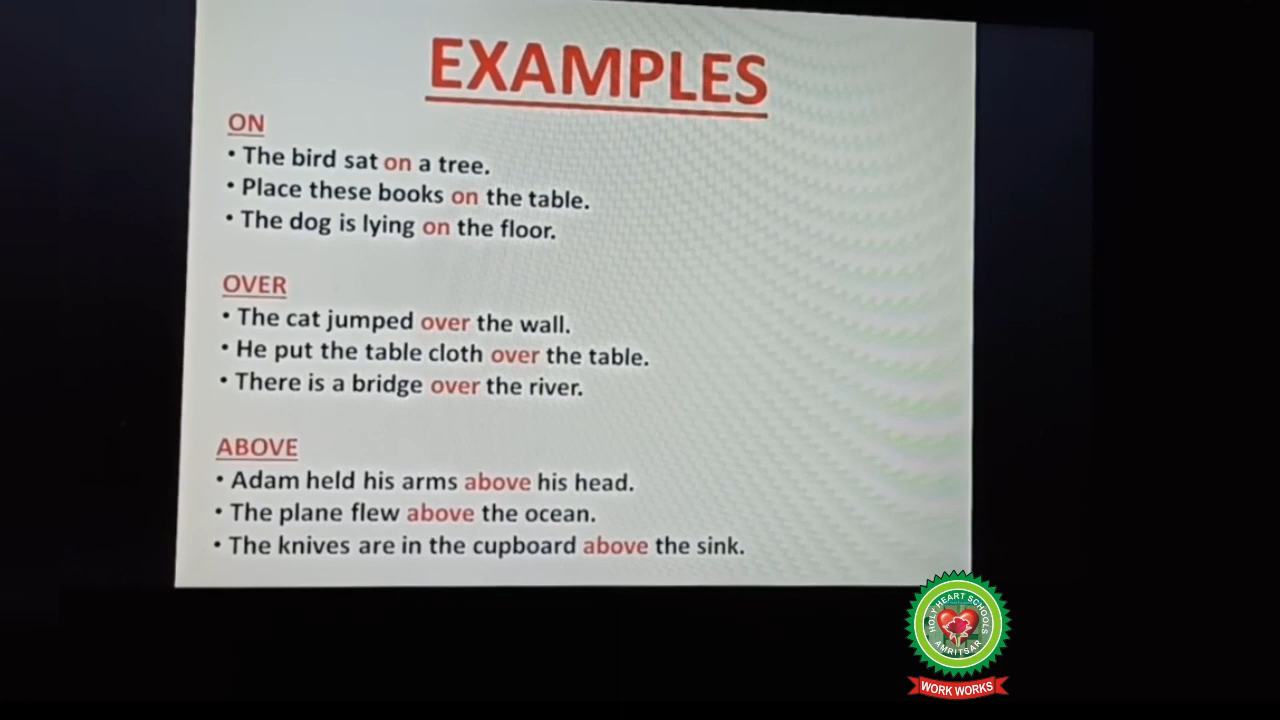 EXAMPLES
ON
• The bird sat on a tree.
• Place these books on the table.
• The dog is lying on the floor.
OVER
• The cat jumped over the wall.
• He put the table cloth over the table.
• There is a bridge over the river.
ABOVE
• Adam held his arms above his head.
• The plane flew above the ocean.
• The knives are in the cupboard above the sink.
HOLY HEART SCHOOLS
AMRITSAR
WORK WORKS